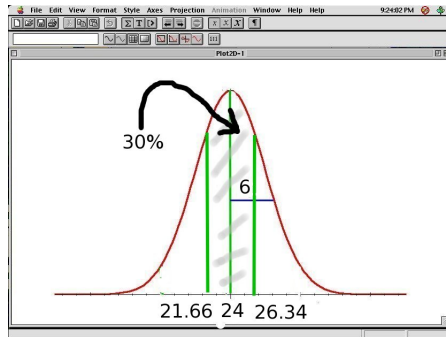 File Edit View Format Style Axes Projection Animation Window Help Help 9:24:02 PM
Plot2D-1
30%
6
21.66 24 26.34